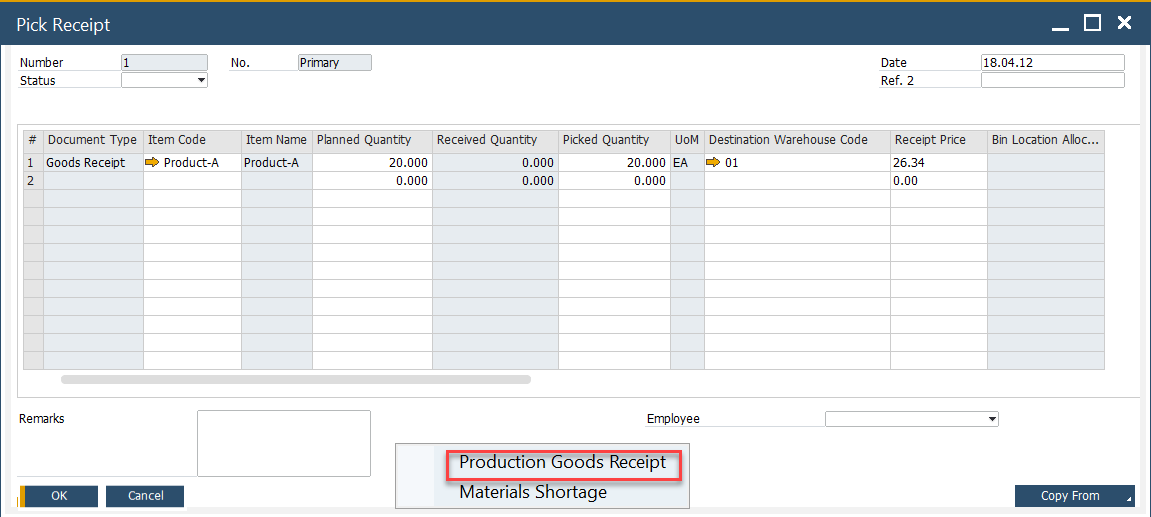 Pick Receipt
Number 1 No. Primary Date 18.04.12
Status Ref. 2
# Document Type Item Code Item Name Planned Quantity Received Quantity Picked Quantity UoM Destination Warehouse Code Receipt Price Bin Location Alloc...
1 Goods Receipt Product-A Product-A 20.000 0.000 20.000 EA 01 26.34
2 0.000 0.000 0.000 0.00
Remarks Employee
Production Goods Receipt
Materials Shortage
OK Cancel Copy From